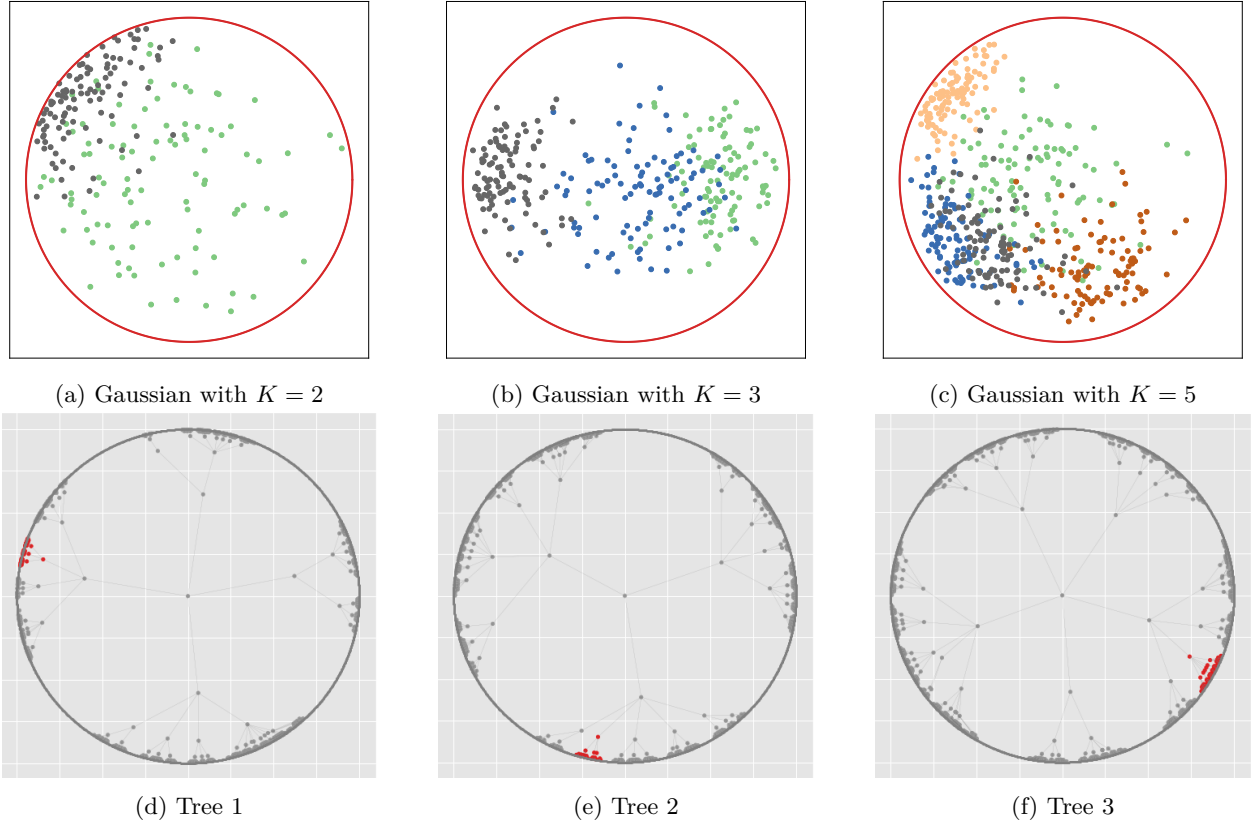 (a) Gaussian with K = 2
(b) Gaussian with K = 3
(c) Gaussian with K = 5
(d) Tree 1
(e) Tree 2
(f) Tree 3